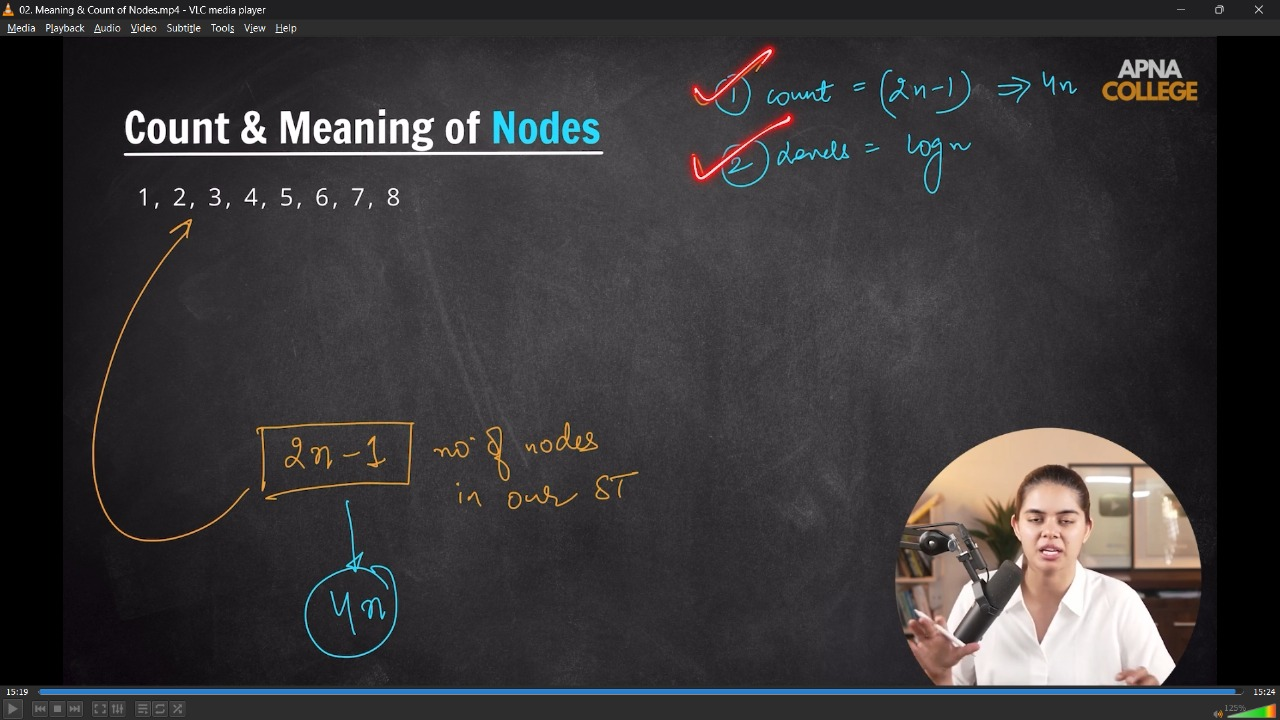 02. Meaning & Count of Nodes.mp4 - VLC media player
Media Playback Audio Video Subtitle Tools View Help
① count = (2n-1) ⇒ 4n
APNA
COLLEGE
Count & Meaning of Nodes
② Levels = logn
1, 2, 3, 4, 5, 6, 7, 8
2n-1
no. of nodes
in our ST
4n
15:19
15:24
125%